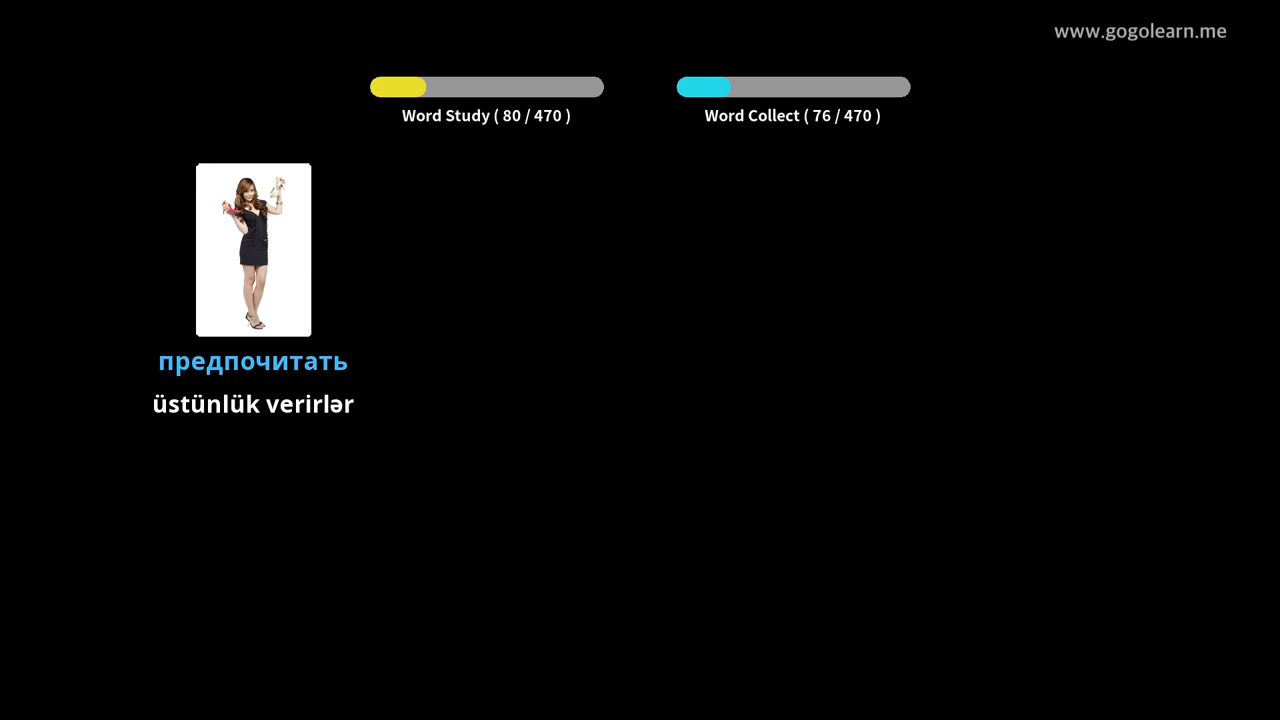 www.gogolearn.me
Word Study ( 80 / 470 )
Word Collect ( 76 / 470 )
предпочитать
üstünlük verirlər